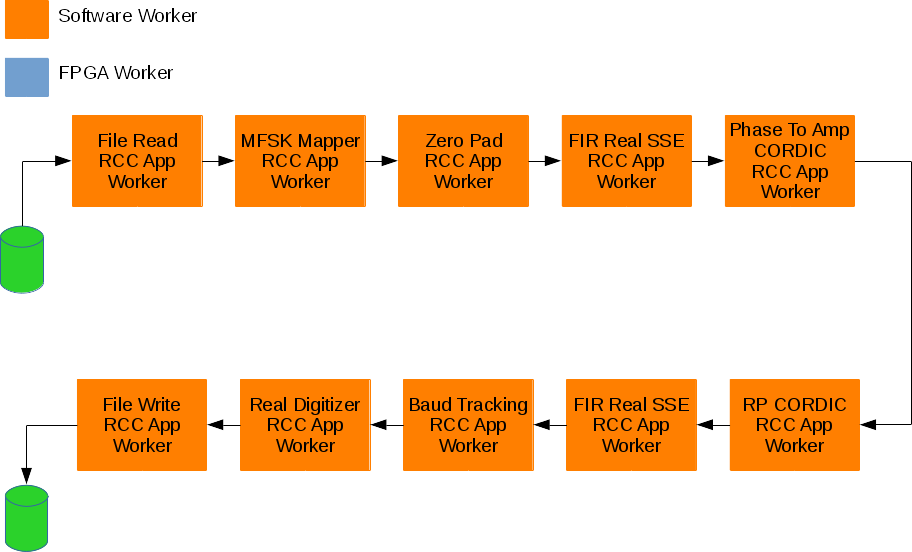 Software Worker
FPGA Worker
File Read
RCC App
Worker
MFSK Mapper
RCC App
Worker
Zero Pad
RCC App
Worker
FIR Real SSE
RCC App
Worker
Phase To Amp
CORDIC
RCC App
Worker
File Write
RCC App
Worker
Real Digitizer
RCC App
Worker
Baud Tracking
RCC App
Worker
FIR Real SSE
RCC App
Worker
RP CORDIC
RCC App
Worker